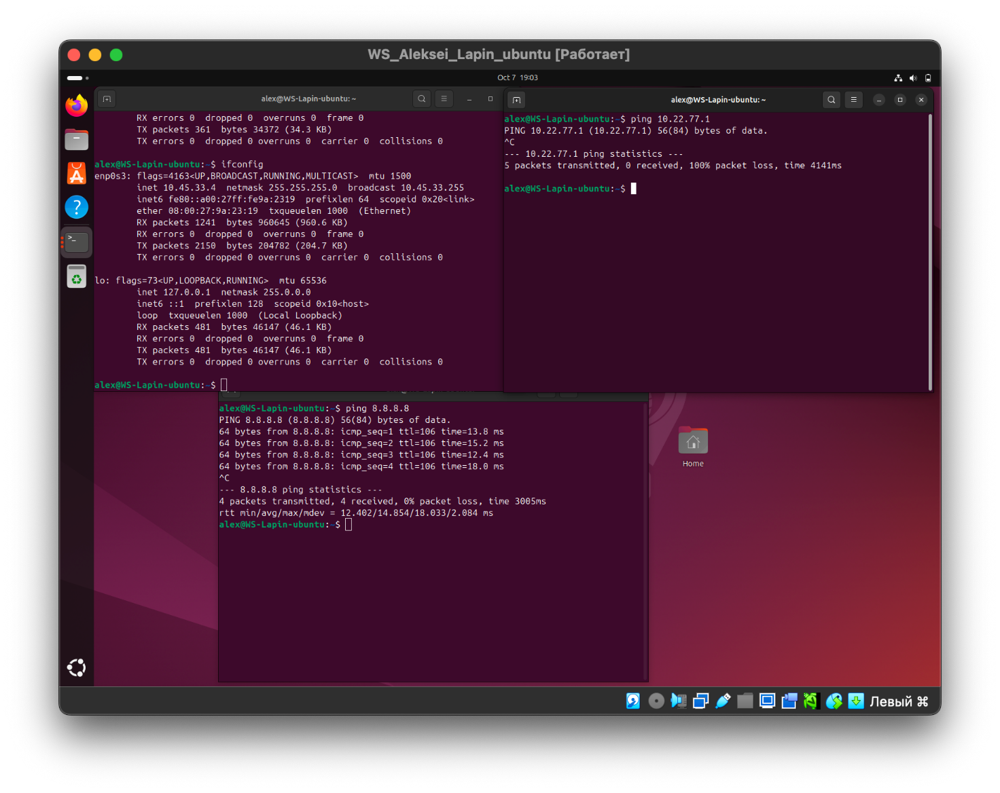 WS_Aleksei_Lapin_ubuntu [Работает]
Oct 7 19:03
alex@WS-Lapin-ubuntu: ~
RX errors 0  dropped 0  overruns 0  frame 0
TX packets 361  bytes 34372 (34.3 KB)
TX errors 0  dropped 0 overruns 0  carrier 0  collisions 0
alex@WS-Lapin-ubuntu:~$ ifconfig
enp0s3: flags=4163<UP,BROADCAST,RUNNING,MULTICAST>  mtu 1500
inet 10.45.33.4  netmask 255.255.255.0  broadcast 10.45.33.255
inet6 fe80::a00:27ff:fe9a:2319  prefixlen 64  scopeid 0x20<link>
ether 08:00:27:9a:23:19  txqueuelen 1000  (Ethernet)
RX packets 1241  bytes 960645 (960.6 KB)
RX errors 0  dropped 0  overruns 0  frame 0
TX packets 2150  bytes 204782 (204.7 KB)
TX errors 0  dropped 0 overruns 0  carrier 0  collisions 0
lo: flags=73<UP,LOOPBACK,RUNNING>  mtu 65536
inet 127.0.0.1  netmask 255.0.0.0
inet6 ::1  prefixlen 128  scopeid 0x10<host>
loop  txqueuelen 1000  (Local Loopback)
RX packets 481  bytes 46147 (46.1 KB)
RX errors 0  dropped 0  overruns 0  frame 0
TX packets 481  bytes 46147 (46.1 KB)
TX errors 0  dropped 0 overruns 0  carrier 0  collisions 0
alex@WS-Lapin-ubuntu:~$
alex@WS-Lapin-ubuntu: ~
alex@WS-Lapin-ubuntu:~$ ping 10.22.77.1
PING 10.22.77.1 (10.22.77.1) 56(84) bytes of data.
^C
--- 10.22.77.1 ping statistics ---
5 packets transmitted, 0 received, 100% packet loss, time 4141ms
alex@WS-Lapin-ubuntu:~$
alex@WS-Lapin-ubuntu:~$ ping 8.8.8.8
PING 8.8.8.8 (8.8.8.8) 56(84) bytes of data.
64 bytes from 8.8.8.8: icmp_seq=1 ttl=106 time=13.8 ms
64 bytes from 8.8.8.8: icmp_seq=2 ttl=106 time=15.2 ms
64 bytes from 8.8.8.8: icmp_seq=3 ttl=106 time=12.4 ms
64 bytes from 8.8.8.8: icmp_seq=4 ttl=106 time=18.0 ms
^C
--- 8.8.8.8 ping statistics ---
4 packets transmitted, 4 received, 0% packet loss, time 3005ms
rtt min/avg/max/mdev = 12.402/14.854/18.033/2.084 ms
alex@WS-Lapin-ubuntu:~$
Home
Левый ⌘